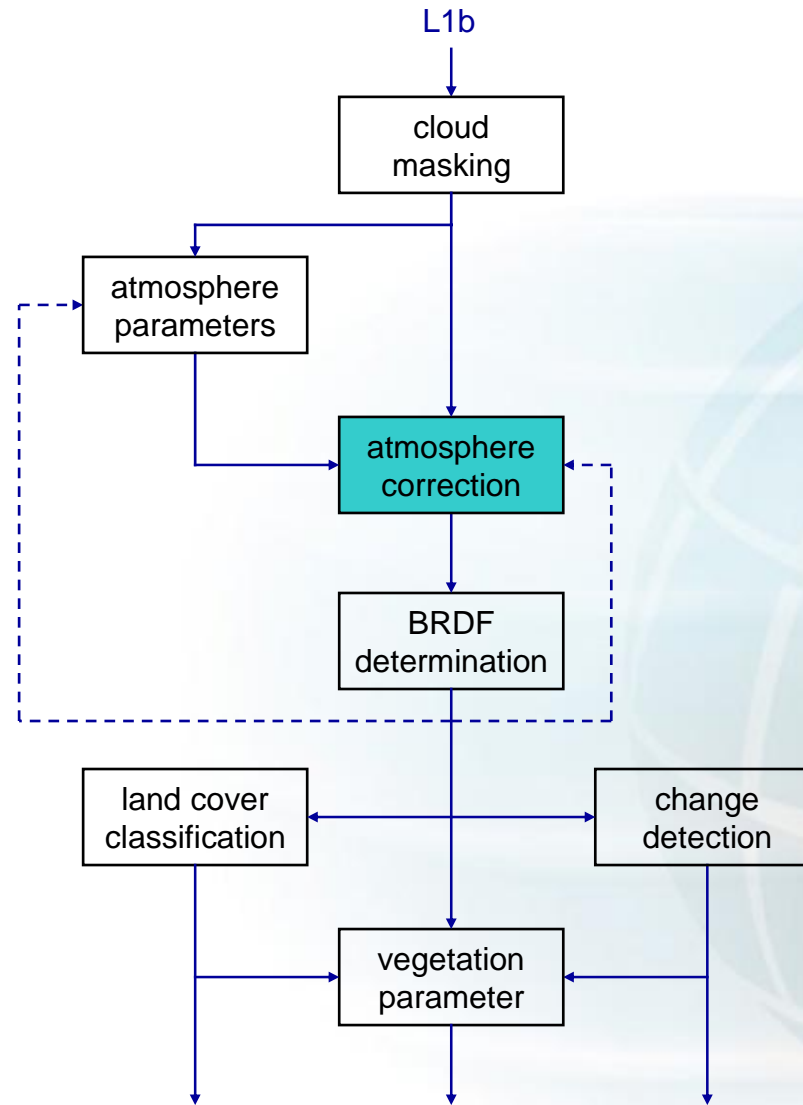 L1b
cloud
masking
atmosphere
parameters
atmosphere
correction
BRDF
determination
land cover
classification
change
detection
vegetation
parameter